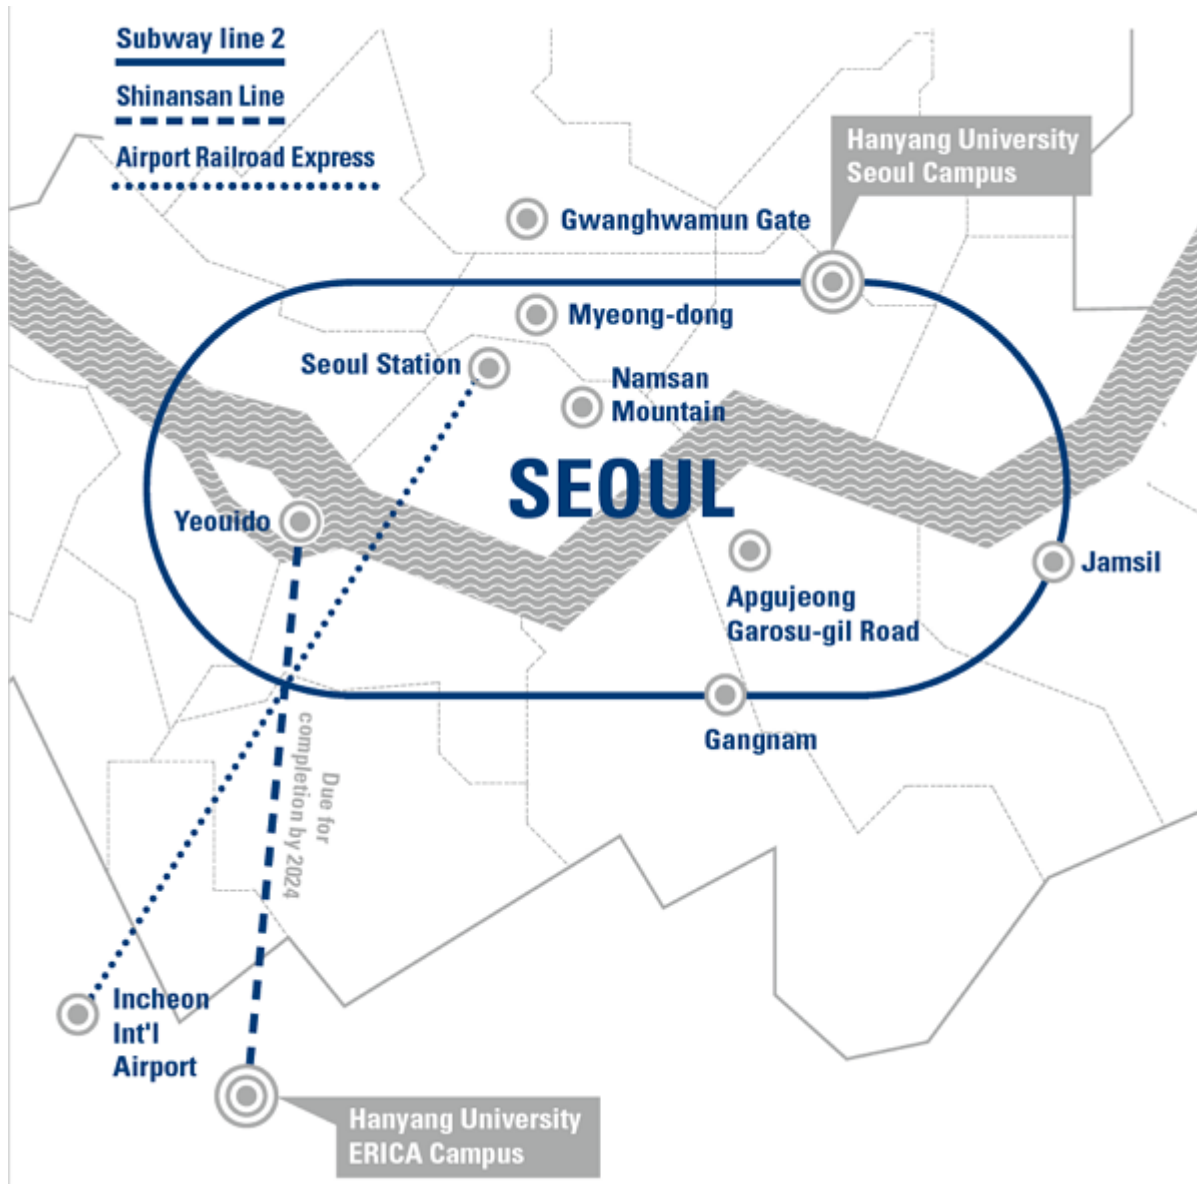 Subway line 2
Shinansan Line
Airport Railroad Express
Hanyang University
Seoul Campus
Gwanghwamun Gate
Myeong-dong
Seoul Station
Namsan
Mountain
SEOUL
Yeouido
Jamsil
Apgujeong
Garosu-gil Road
Gangnam
Due for
completion by 2024
Incheon
Int'l
Airport
Hanyang University
ERICA Campus